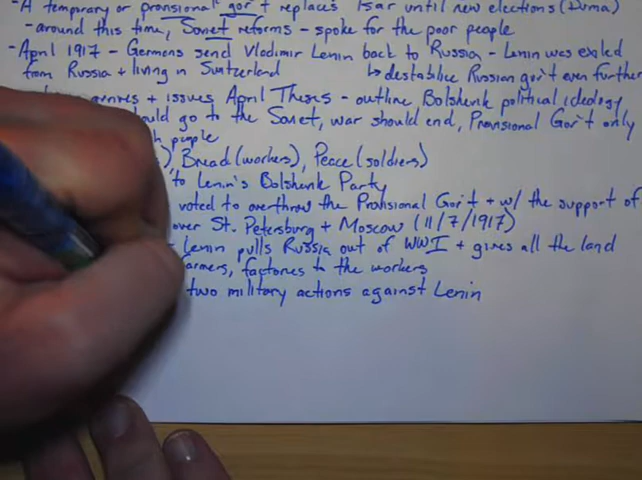 -A temporary or provisional gov't replaces Tsar until new elections (Duma)
-around this time, Soviet reforms - spoke for the poor people
-April 1917 - Germans send Vladimir Lenin back to Russia - Lenin was exiled
from Russia + living in Switzerland ↳ destabilize Russian gov't even further
arrives + issues April Theses - outline Bolshevik political ideology
should go to the Soviet, war should end, Provisional Gov't only
people
) Bread (workers), Peace (soldiers)
to Lenin's Bolshevik Party
voted to overthrow the Provisional Gov't + w/ the support of
over St. Petersburg + Moscow (11/7/1917)
Lenin pulls Russia out of WWI + gives all the land
farmers, factories to the workers
two military actions against Lenin